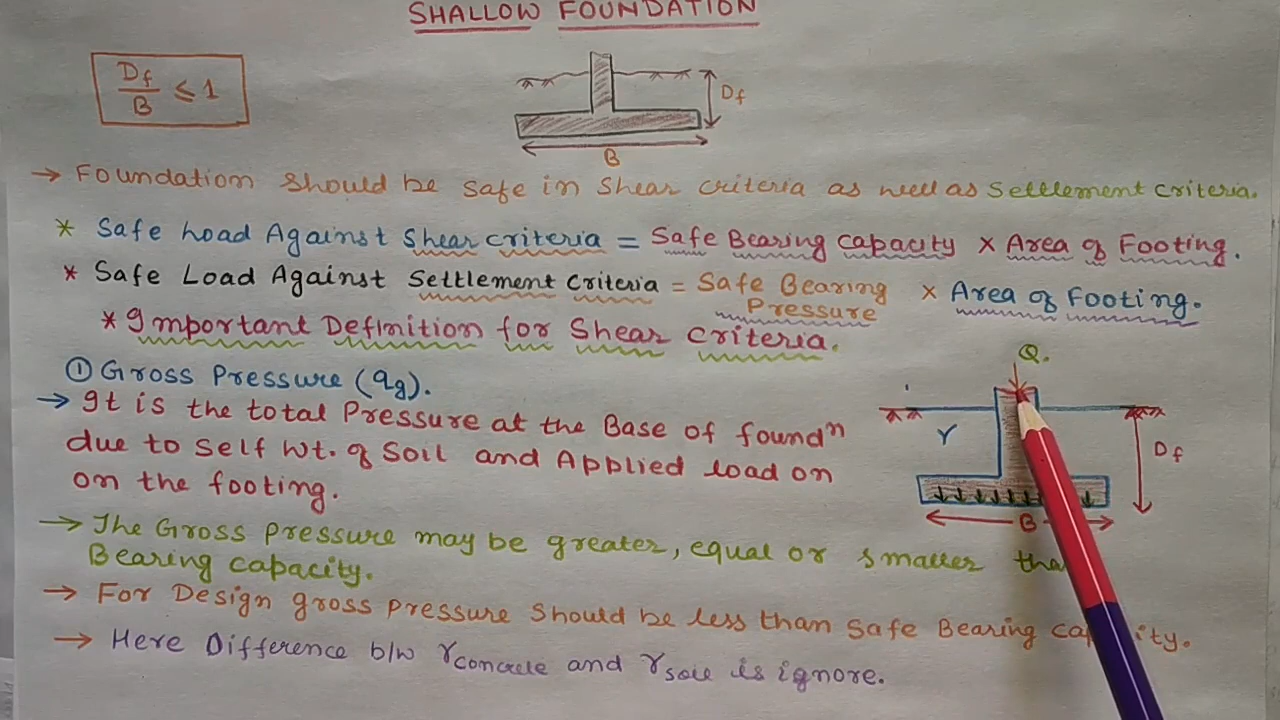 SHALLOW FOUNDATION
Df/B ≤ 1
Df
B
→ Foundation should be safe in shear criteria as well as settlement criteria.
* Safe Load Against shear criteria = Safe Bearing capacity × Area of Footing.
* Safe Load Against Settlement Criteria = Safe Bearing Pressure × Area of Footing.
* Important Definition for Shear Criteria.
① Gross Pressure (qg).
→ It is the total Pressure at the Base of foundn
due to Self Wt. of Soil and Applied load on
on the footing.
Q.
γ
Df
B
→ The Gross pressure may be greater, equal or smaller
Bearing capacity.
→ For Design gross pressure should be less than Safe Bearing
→ Here Difference b/w γconcrete and γsoil is ignore.